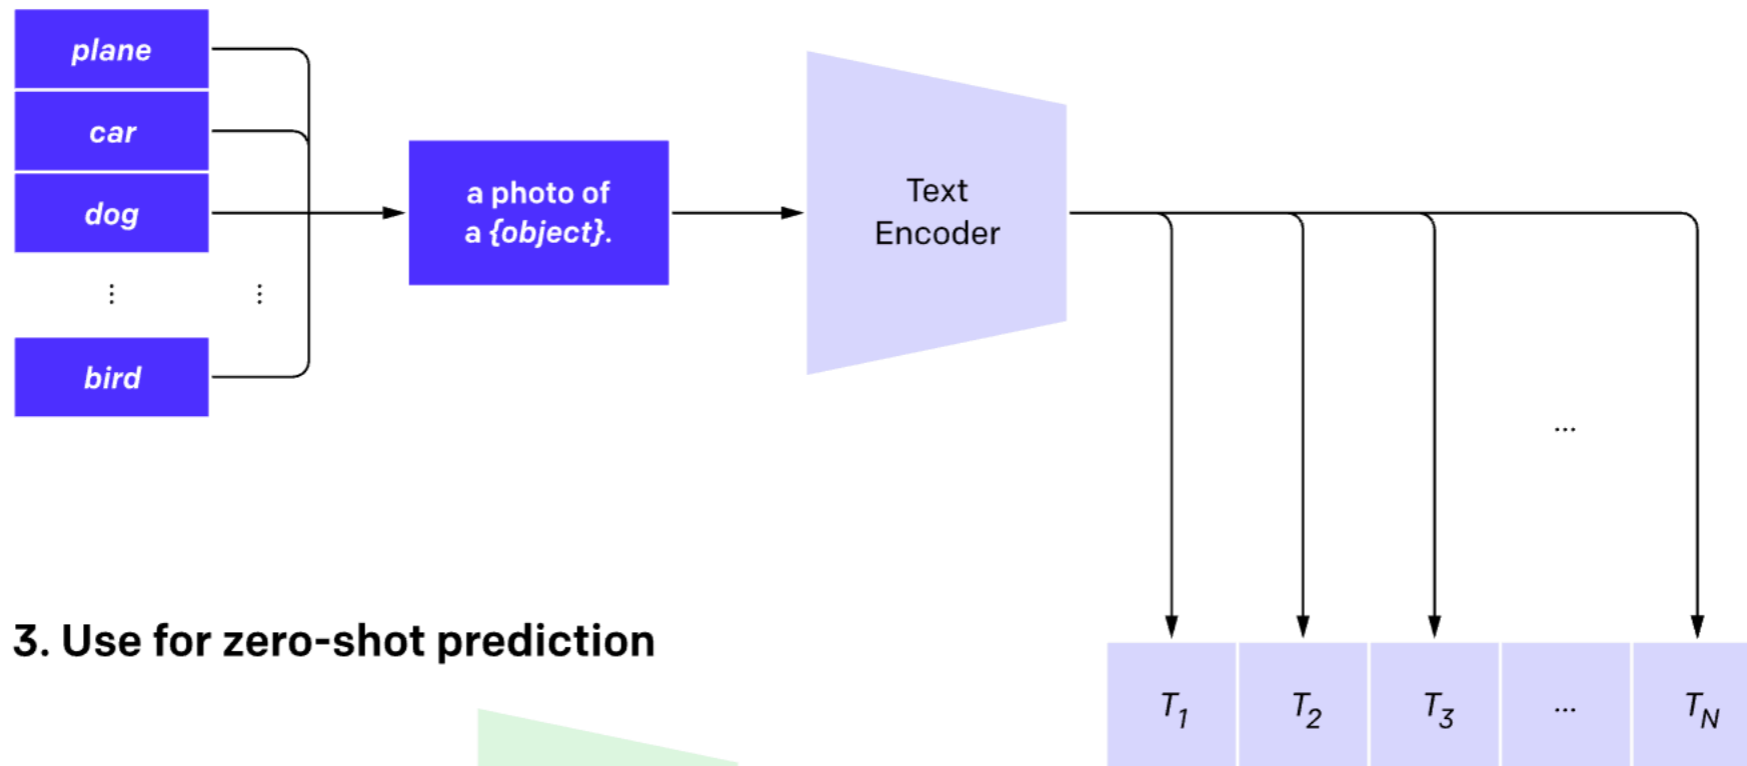 plane
car
dog
⋮ ⋮
bird
a photo of
a {object}.
Text
Encoder
...
3. Use for zero-shot prediction
T1 T2 T3 ... TN